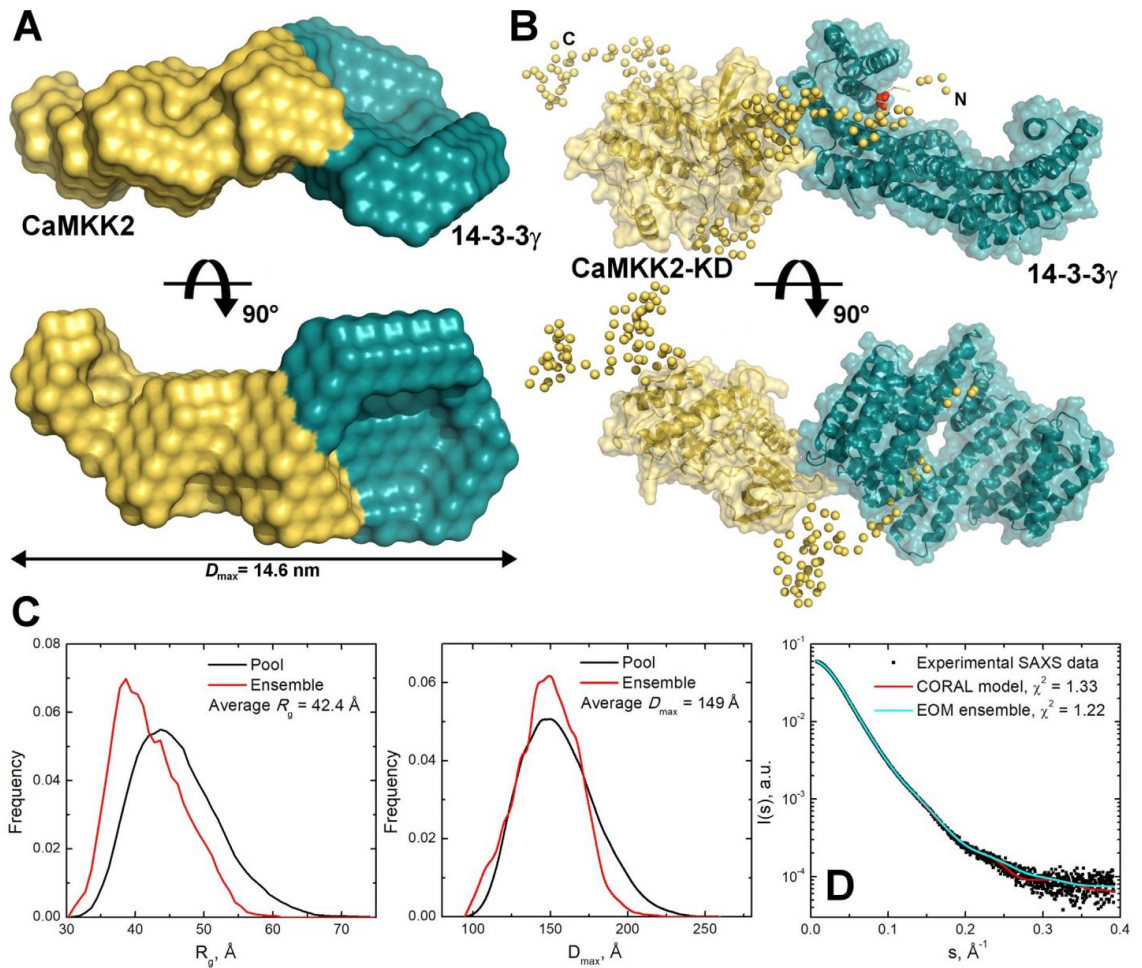 A
CaMKK2
14-3-3γ
90°
Dmax= 14.6 nm
B
C
N
CaMKK2-KD
14-3-3γ
90°
C
0.08
0.06
0.04
0.02
0.00
Frequency
Pool
Ensemble
Average Rg = 42.4 Å
30 40 50 60 70
Rg, Å
0.08
0.06
0.04
0.02
0.00
Frequency
Pool
Ensemble
Average Dmax = 149 Å
100 150 200 250
Dmax, Å
10⁻¹
10⁻²
10⁻³
10⁻⁴
I(s), a.u.
Experimental SAXS data
CORAL model, χ² = 1.33
EOM ensemble, χ² = 1.22
D
0.0 0.1 0.2 0.3 0.4
s, Å⁻¹